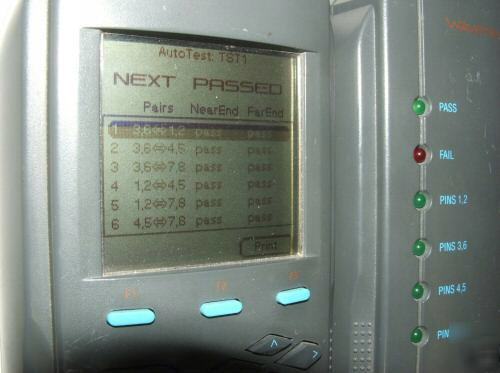 AutoTest: TST1
NEXT PASSED
Pairs NearEnd FarEnd
1 3,6⇔1,2 pass pass
2 3,6⇔4,5 pass pass
3 3,6⇔7,8 pass pass
4 1,2⇔4,5 pass pass
5 1,2⇔7,8 pass pass
6 4,5⇔7,8 pass pass
Print
PASS
FAIL
PINS 1,2
PINS 3,6
PINS 4,5
PIN